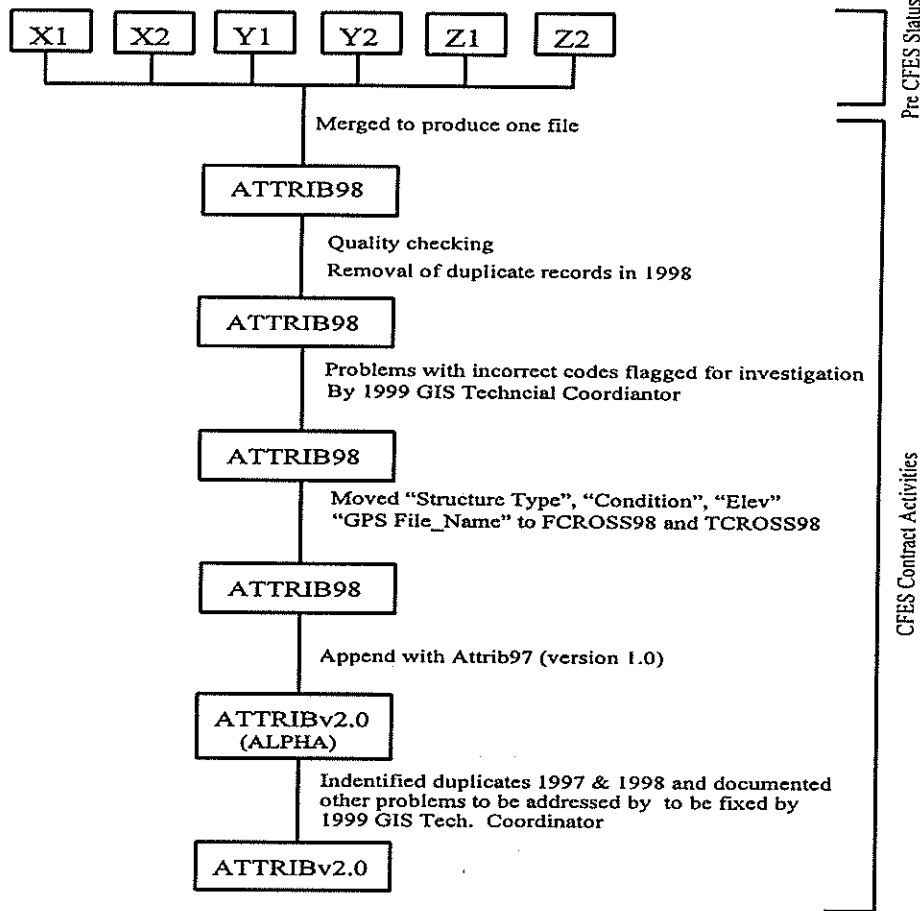 X1 X2 Y1 Y2 Z1 Z2
Pre CFES Status
Merged to produce one file
ATTRIB98
Quality checking
Removal of duplicate records in 1998
ATTRIB98
Problems with incorrect codes flagged for investigation
By 1999 GIS Techncial Coordiantor
ATTRIB98
Moved “Structure Type”, “Condition”, “Elev”
“GPS File_Name” to FCROSS98 and TCROSS98
ATTRIB98
Append with Attrib97 (version 1.0)
ATTRIBv2.0
(ALPHA)
Indentified duplicates 1997 & 1998 and documented
other problems to be addressed by to be fixed by
1999 GIS Tech. Coordinator
ATTRIBv2.0
CFES Contract Activities